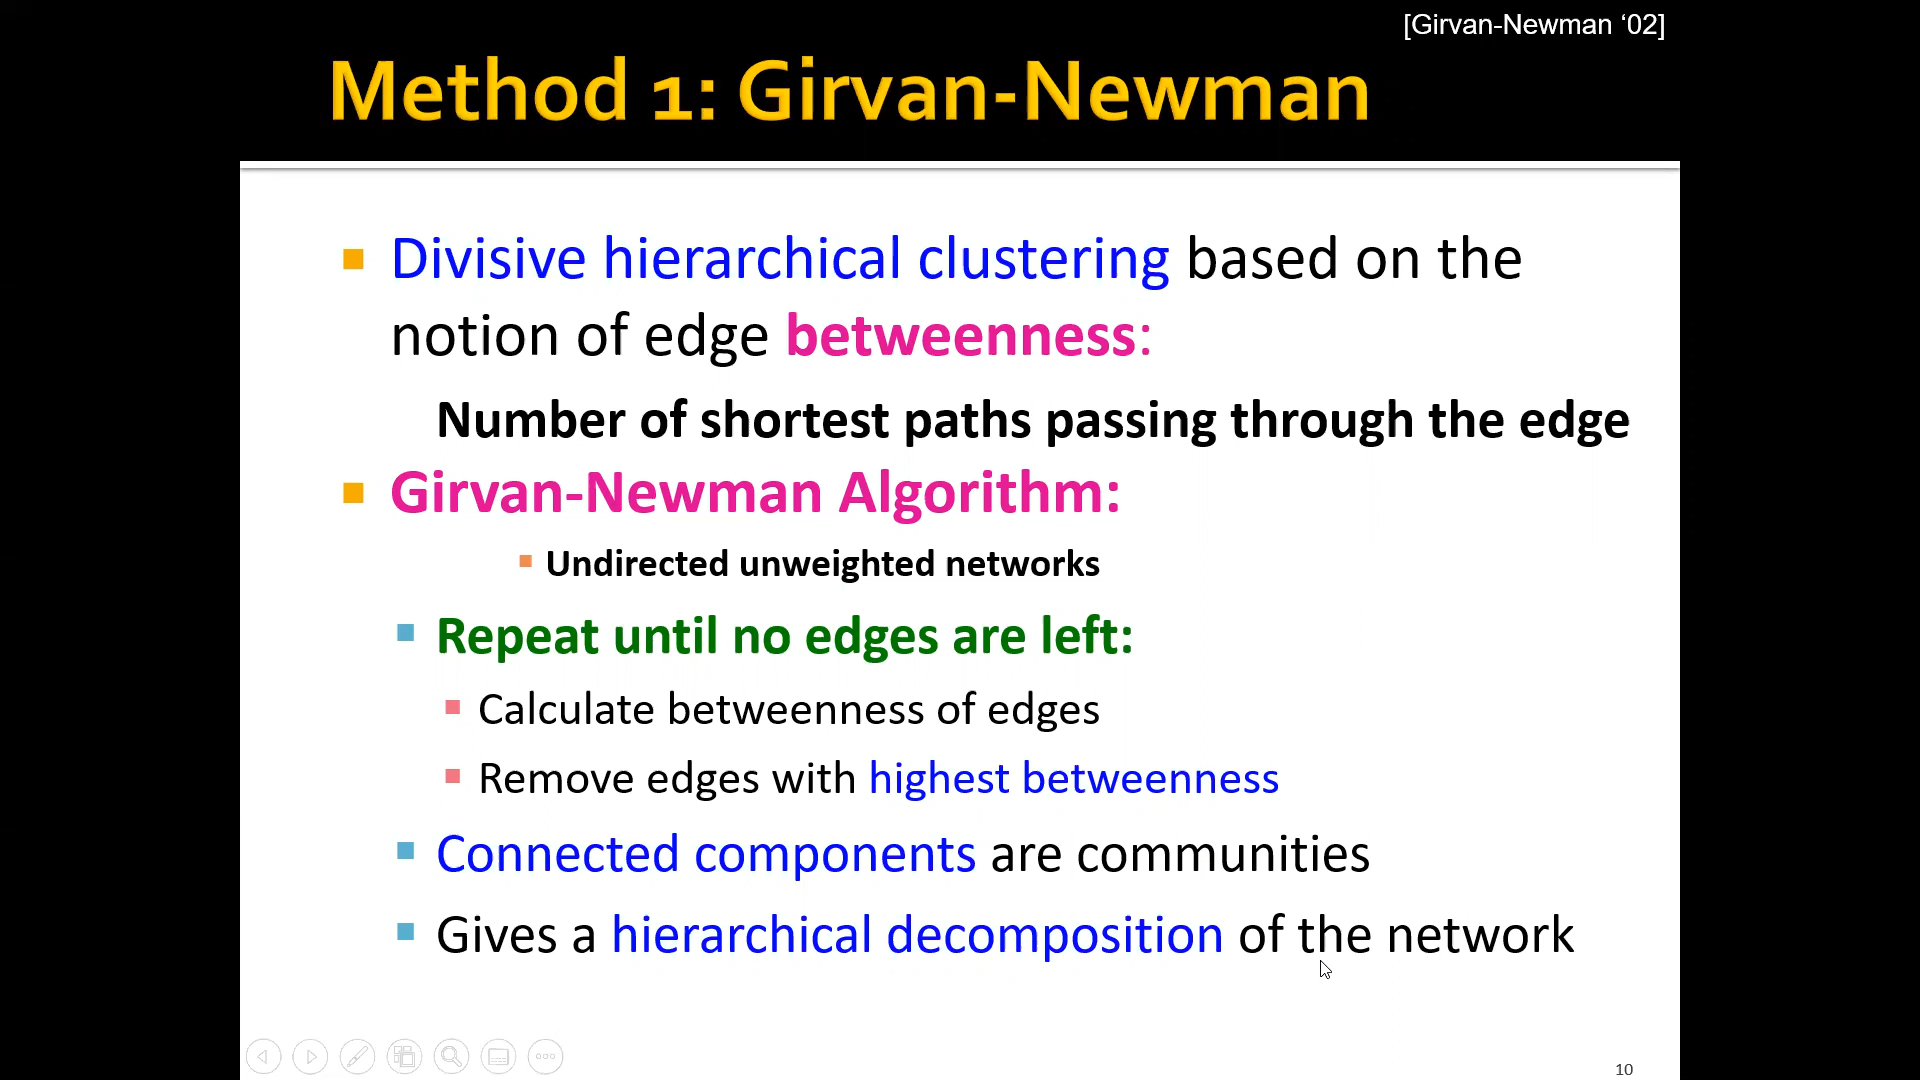 [Girvan-Newman ‘02]
Method 1: Girvan-Newman
Divisive hierarchical clustering based on the
notion of edge betweenness:
Number of shortest paths passing through the edge
Girvan-Newman Algorithm:
Undirected unweighted networks
Repeat until no edges are left:
Calculate betweenness of edges
Remove edges with highest betweenness
Connected components are communities
Gives a hierarchical decomposition of the network
10